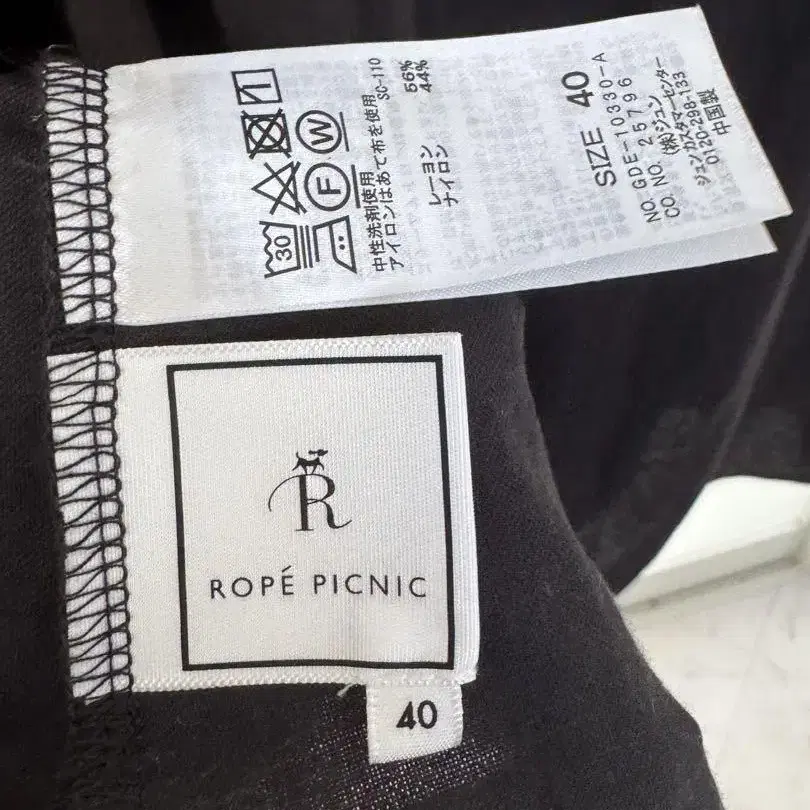 30
F
W
中性洗剤使用
アイロンはあて布を使用 SC-110
レーヨン 56%
ナイロン 44%
SIZE 40
NO. GDE-10330-A
CO. NO. 25796
(株)ジュン
ジュンカスタマーセンター
0120-298-133
中国製
R
ROPÉ PICNIC
40